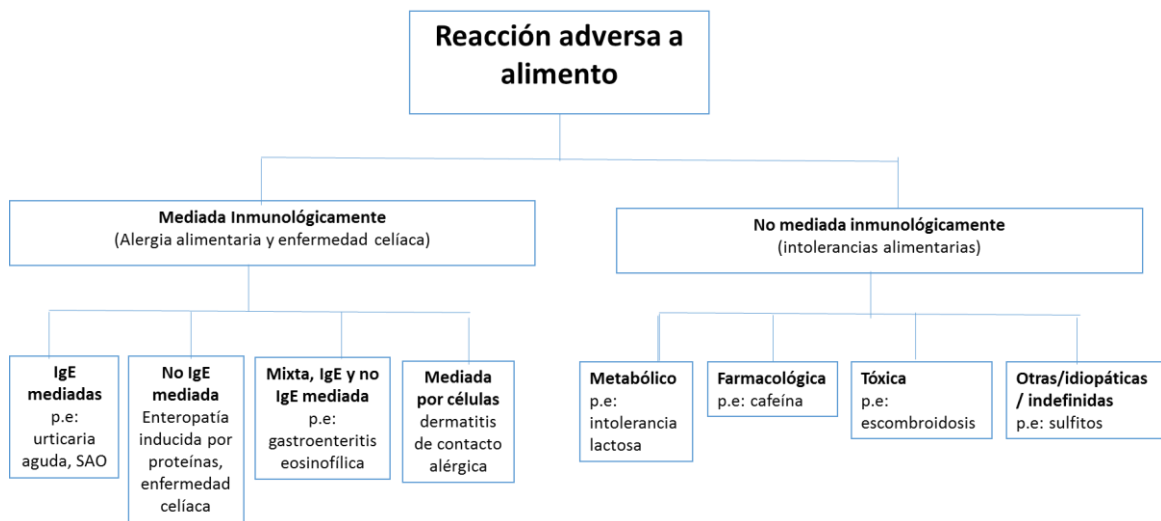 Reacción adversa a
alimento
Mediada Inmunológicamente
(Alergia alimentaria y enfermedad celíaca)
No mediada inmunológicamente
(intolerancias alimentarias)
IgE
mediadas
p.e:
urticaria
aguda, SAO
No IgE
mediada
Enteropatía
inducida por
proteínas,
enfermedad
celíaca
Mixta, IgE y no
IgE mediada
p.e:
gastroenteritis
eosinofílica
Mediada
por células
dermatitis
de contacto
alérgica
Metabólico
p.e:
intolerancia
lactosa
Farmacológica
p.e: cafeína
Tóxica
p.e:
escombroidosis
Otras/idiopáticas
/ indefinidas
p.e: sulfitos